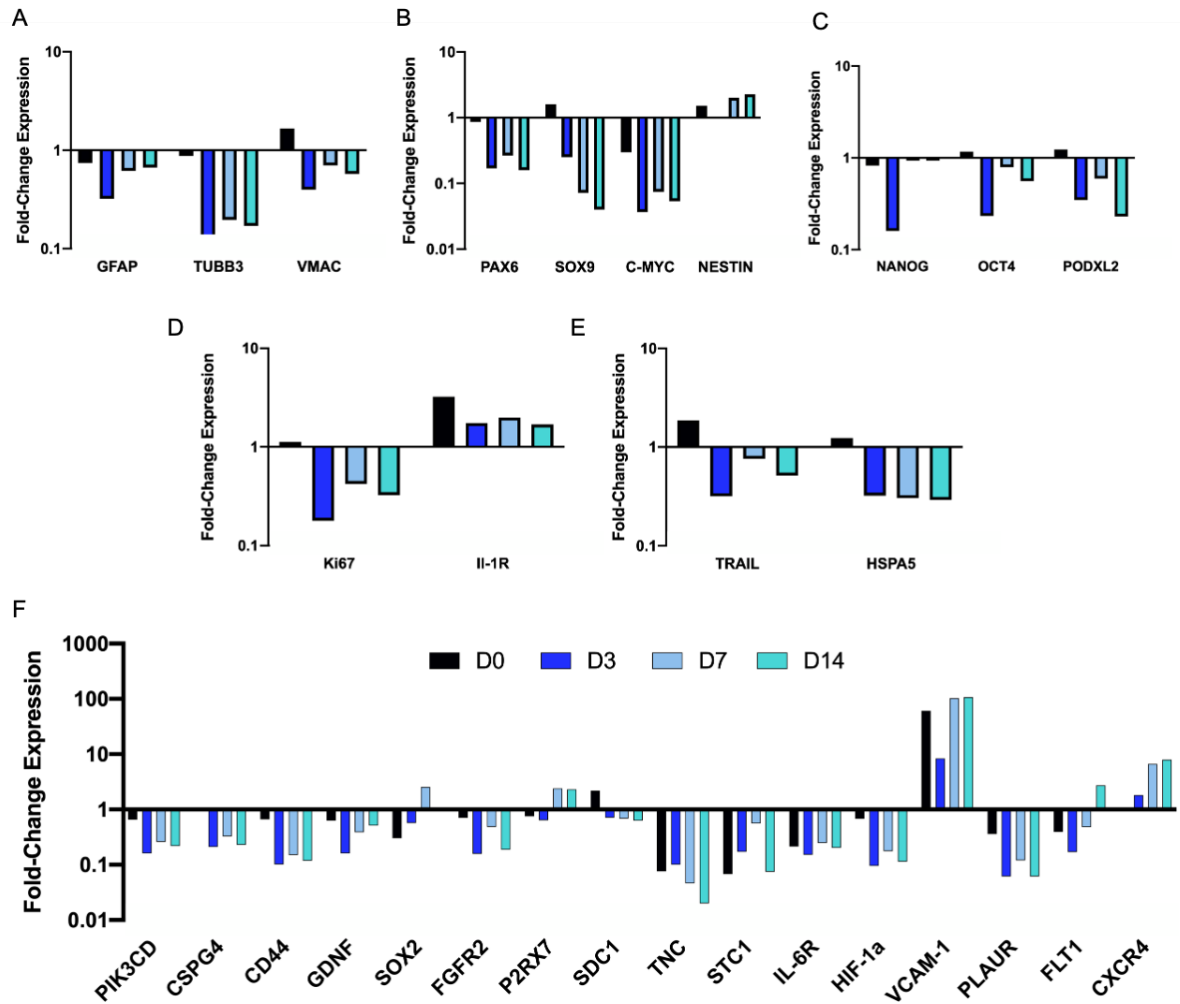 A
Fold-Change Expression
10
1
0.1
GFAP TUBB3 VMAC
B
Fold-Change Expression
10
1
0.1
0.01
PAX6 SOX9 C-MYC NESTIN
C
Fold-Change Expression
10
1
0.1
NANOG OCT4 PODXL2
D
Fold-Change Expression
10
1
0.1
Ki67 Il-1R
E
Fold-Change Expression
10
1
0.1
TRAIL HSPA5
F
Fold-Change Expression
1000
100
10
1
0.1
0.01
D0 D3 D7 D14
PIK3CD CSPG4 CD44 GDNF SOX2 FGFR2 P2RX7 SDC1 TNC STC1 IL-6R HIF-1a VCAM-1 PLAUR FLT1 CXCR4